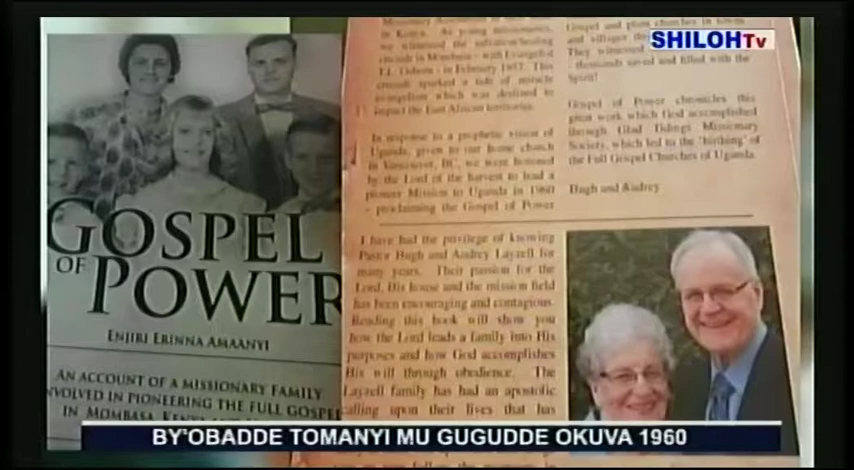 SHILOH TV
GOSPEL
OF POWER
ENJIRI ERINNA AMAANYI
AN ACCOUNT OF A MISSIONARY FAMILY
NVOLVED IN PIONEERING THE FULL GOSPEL
IN MOMBASA,
in Kenya. As young missionaries,
we witnessed the
crusade in Mombasa - with Evangelist
T.L. Osborn - in February 1957. This
crusade sparked a tide of miracle
evangelism which was destined to
impact the East African territories.
In response to a prophetic vision of
Uganda, given to our home church
in Vancouver, BC, we were honored
by the Lord of the harvest to lead a
pioneer Mission to Uganda in 1960
- proclaiming the Gospel of Power
Gospel and plant churches in towns
and villages
They witnessed
thousands saved and filled with the
Spirit!
Gospel of Power chronicles this
great work which God accomplished
through Glad Tidings Missionary
Society, which led to the 'birthing' of
the Full Gospel Churches of Uganda.
Hugh and Audrey
I have had the privilege of knowing
Pastor Hugh and Audrey Layzell for
many years. Their passion for the
Lord, His house and the mission field
has been encouraging and contagious.
Reading this book will show you
how the Lord leads a family into His
purposes and how God accomplishes
His will through obedience. The
Layzell family has had an apostolic
calling upon their lives that has
BY'OBADDE TOMANYI MU GUGUDDE OKUVA 1960